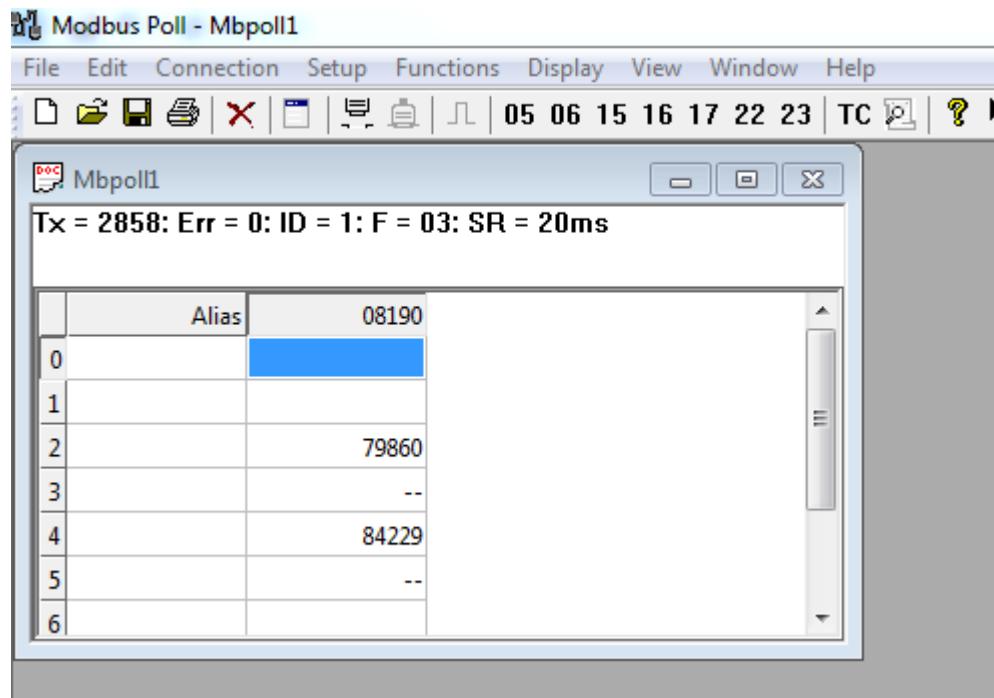 Modbus Poll - Mbpoll1
File Edit Connection Setup Functions Display View Window Help
05 06 15 16 17 22 23 TC
DOC Mbpoll1
Tx = 2858: Err = 0: ID = 1: F = 03: SR = 20ms
Alias 08190
0
1
2 79860
3 --
4 84229
5 --
6